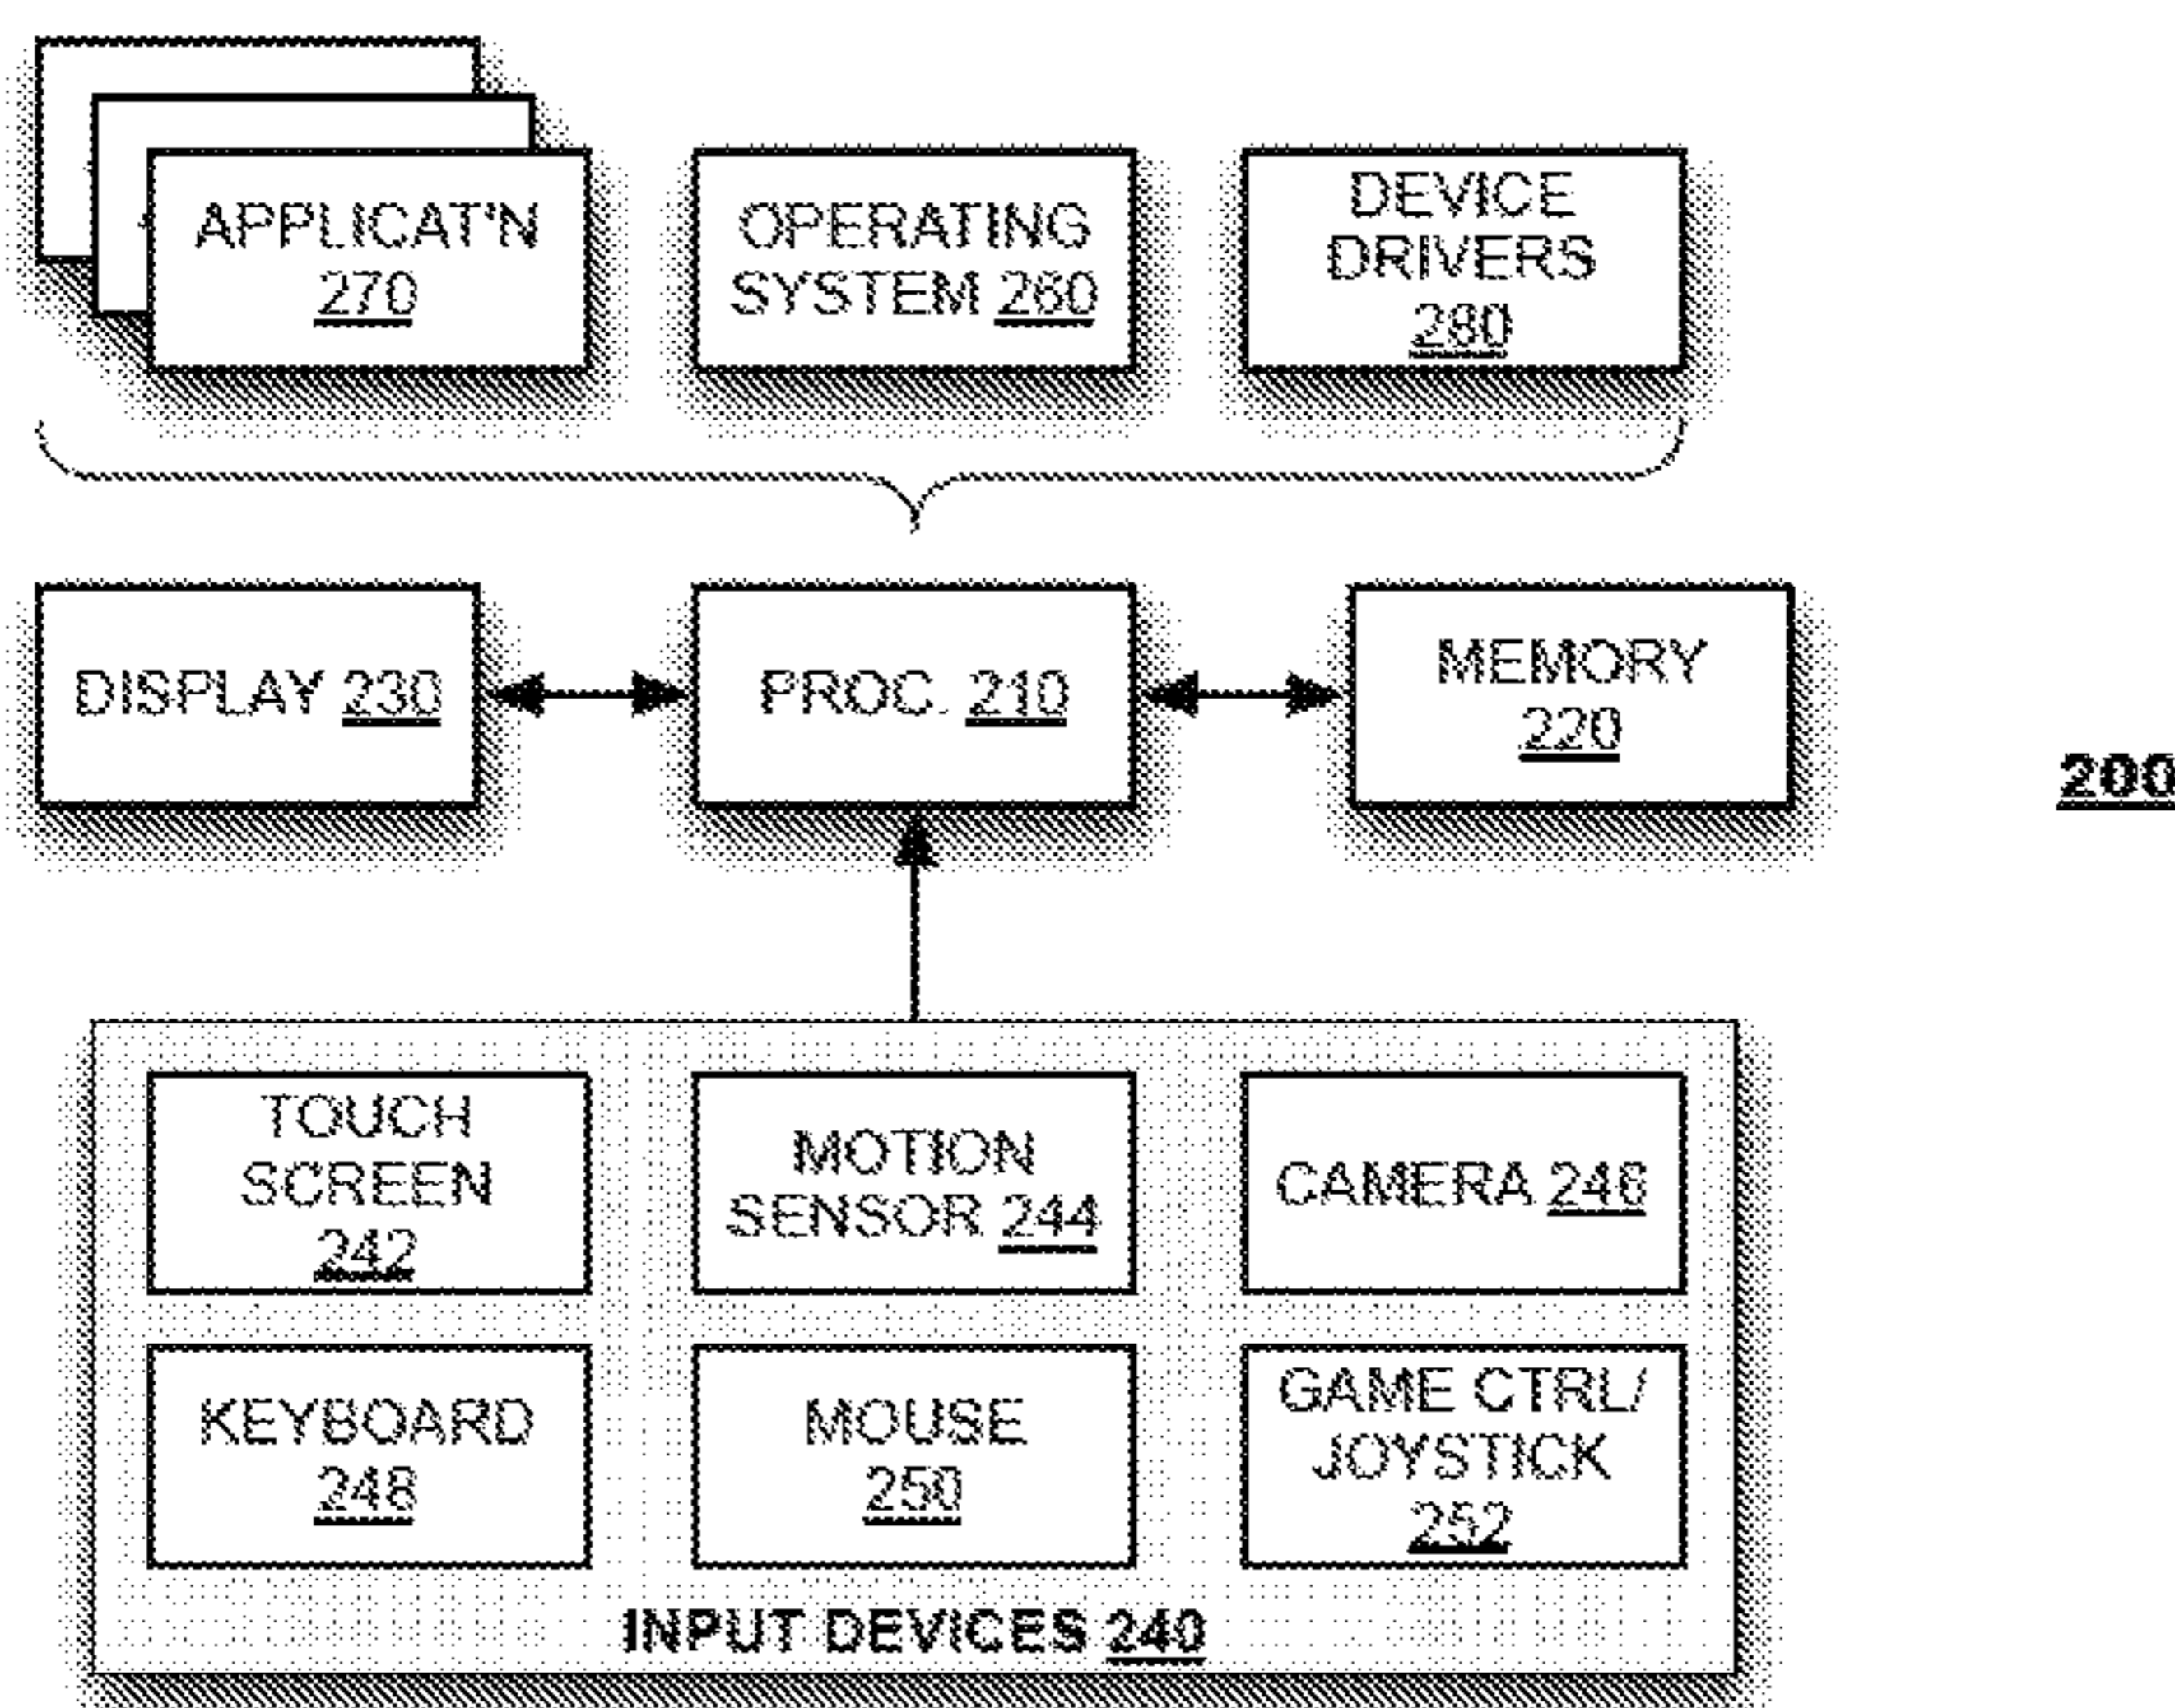 APPLICAT'N
270
OPERATING
SYSTEM 260
DEVICE
DRIVERS
280
DISPLAY 230
PROC. 210
MEMORY
220
200
TOUCH
SCREEN
242
MOTION
SENSOR 244
CAMERA 246
KEYBOARD
248
MOUSE
250
GAME CTRL/
JOYSTICK
252
INPUT DEVICES 240